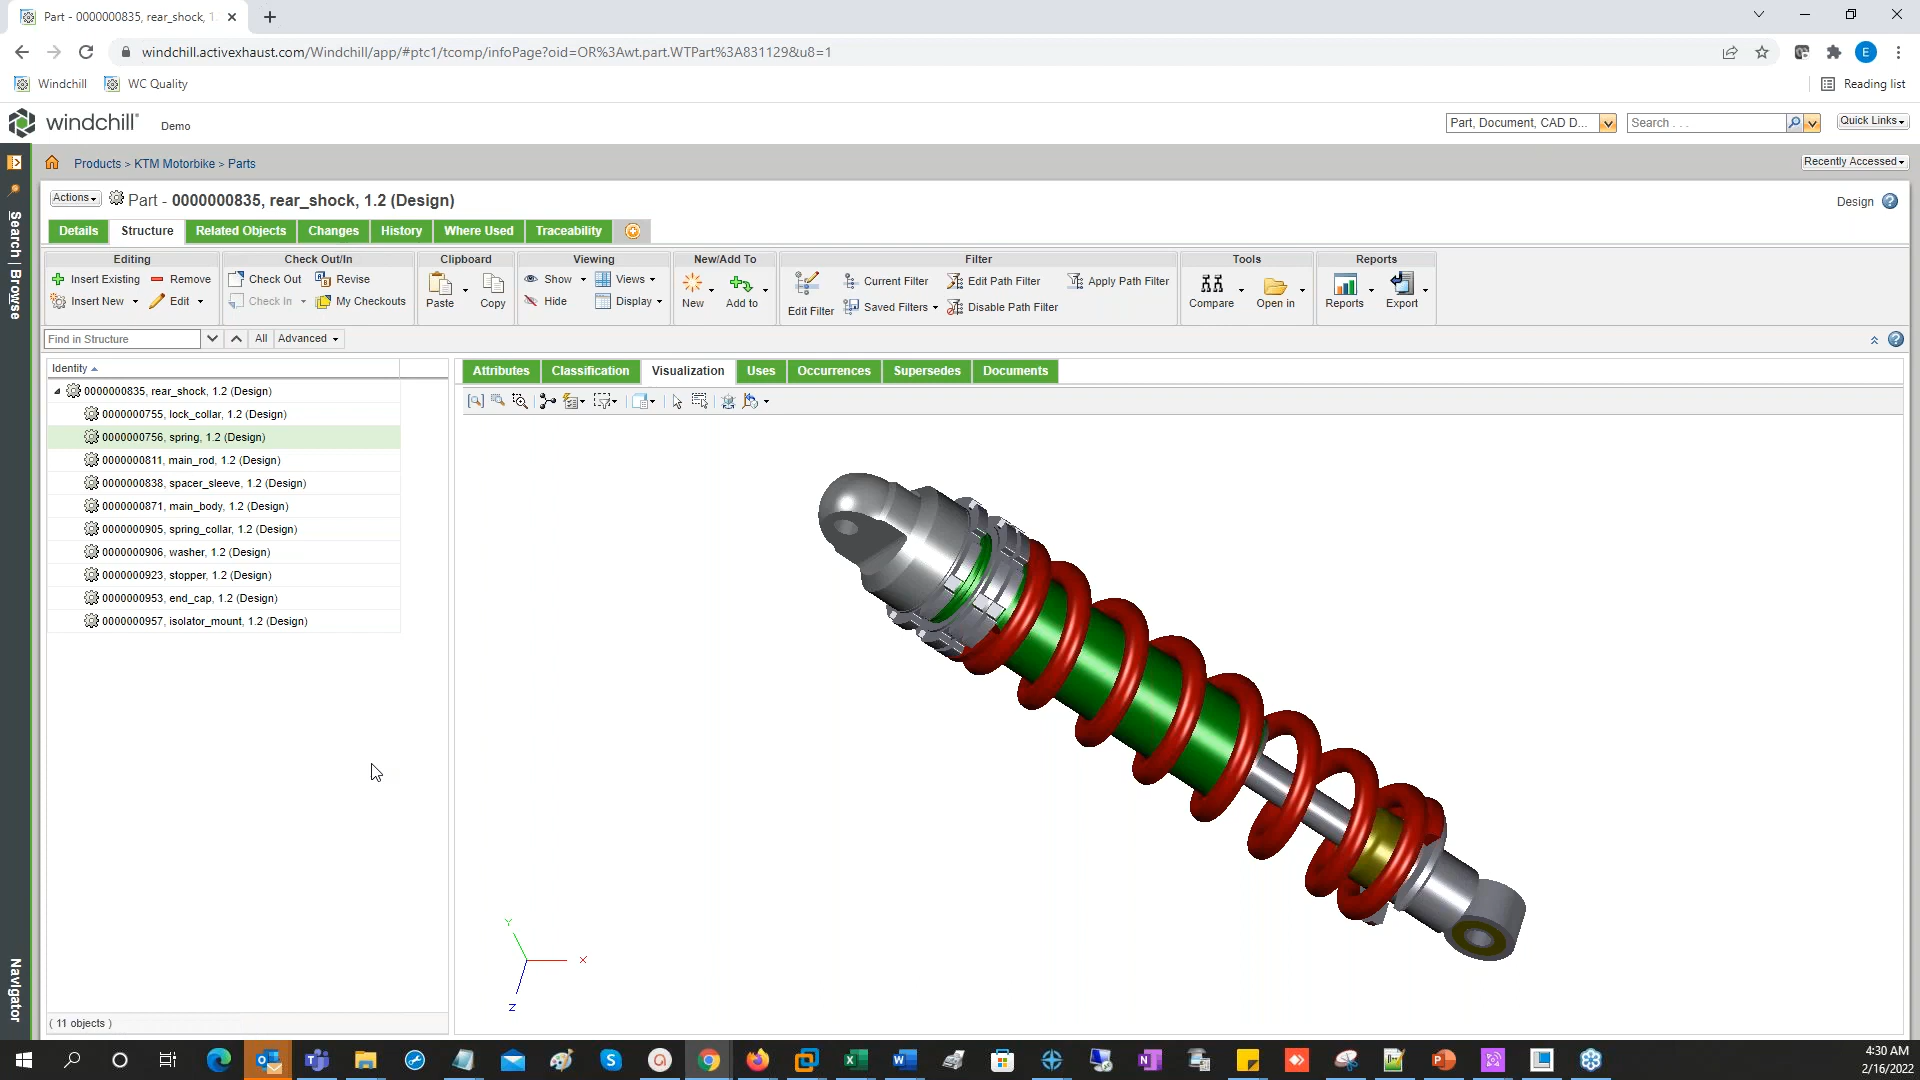 Part - 0000000835, rear_shock, 1.
windchill.activexhaust.com/Windchill/app/#ptc1/tcomp/infoPage?oid=OR%3Awt.part.WTPart%3A831129&u8=1
E
Windchill
WC Quality
Reading list
windchill
Demo
Part, Document, CAD D...
Search . . .
Quick Links
Products > KTM Motorbike > Parts
Recently Accessed
Actions
Part - 0000000835, rear_shock, 1.2 (Design)
Design
Details
Structure
Related Objects
Changes
History
Where Used
Traceability
Search | Browse
Editing
Check Out/In
Clipboard
Viewing
New/Add To
Filter
Tools
Reports
Insert Existing
Remove
Check Out
Revise
Paste
Copy
Show
Views
New
Add to
Edit Filter
Current Filter
Edit Path Filter
Apply Path Filter
Compare
Open in
Reports
Export
Insert New
Edit
Check In
My Checkouts
Hide
Display
Saved Filters
Disable Path Filter
Find in Structure
All
Advanced
Identity
Attributes
Classification
Visualization
Uses
Occurrences
Supersedes
Documents
0000000835, rear_shock, 1.2 (Design)
0000000755, lock_collar, 1.2 (Design)
0000000756, spring, 1.2 (Design)
0000000811, main_rod, 1.2 (Design)
0000000838, spacer_sleeve, 1.2 (Design)
0000000871, main_body, 1.2 (Design)
0000000905, spring_collar, 1.2 (Design)
0000000906, washer, 1.2 (Design)
0000000923, stopper, 1.2 (Design)
0000000953, end_cap, 1.2 (Design)
0000000957, isolator_mount, 1.2 (Design)
Y
X
Z
Navigator
( 11 objects )
4:30 AM
2/16/2022